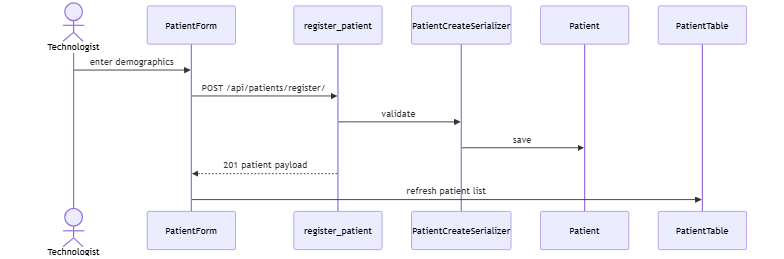 Technologist
PatientForm
register_patient
PatientCreateSerializer
Patient
PatientTable
enter demographics
POST /api/patients/register/
validate
save
201 patient payload
refresh patient list
Technologist
PatientForm
register_patient
PatientCreateSerializer
Patient
PatientTable